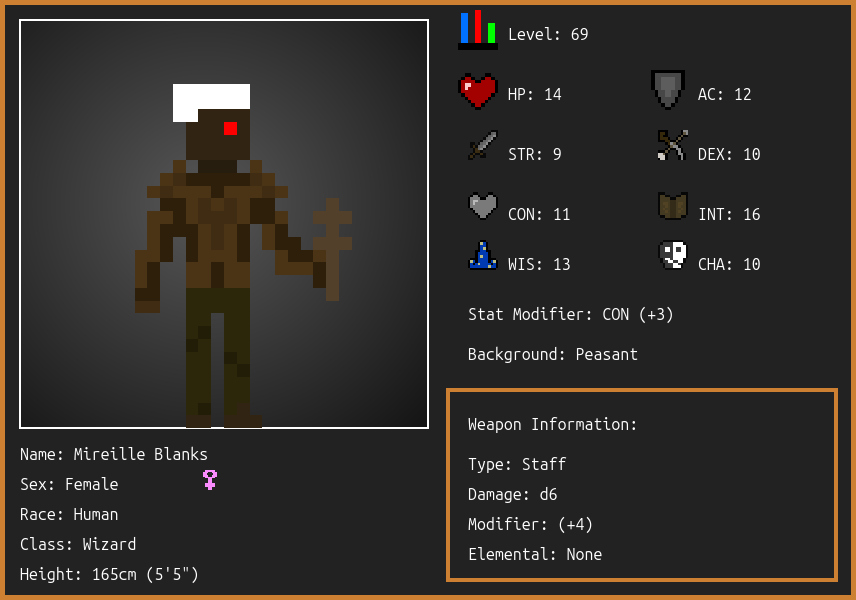 Level: 69
HP: 14
AC: 12
STR: 9
DEX: 10
CON: 11
INT: 16
WIS: 13
CHA: 10
Stat Modifier: CON (+3)
Background: Peasant
Weapon Information:
Type: Staff
Damage: d6
Modifier: (+4)
Elemental: None
Name: Mireille Blanks
Sex: Female
Race: Human
Class: Wizard
Height: 165cm (5'5")